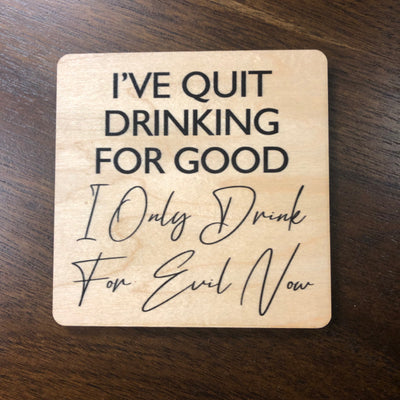 I'VE QUIT
DRINKING
FOR GOOD
I Only Drink
For Evil Now